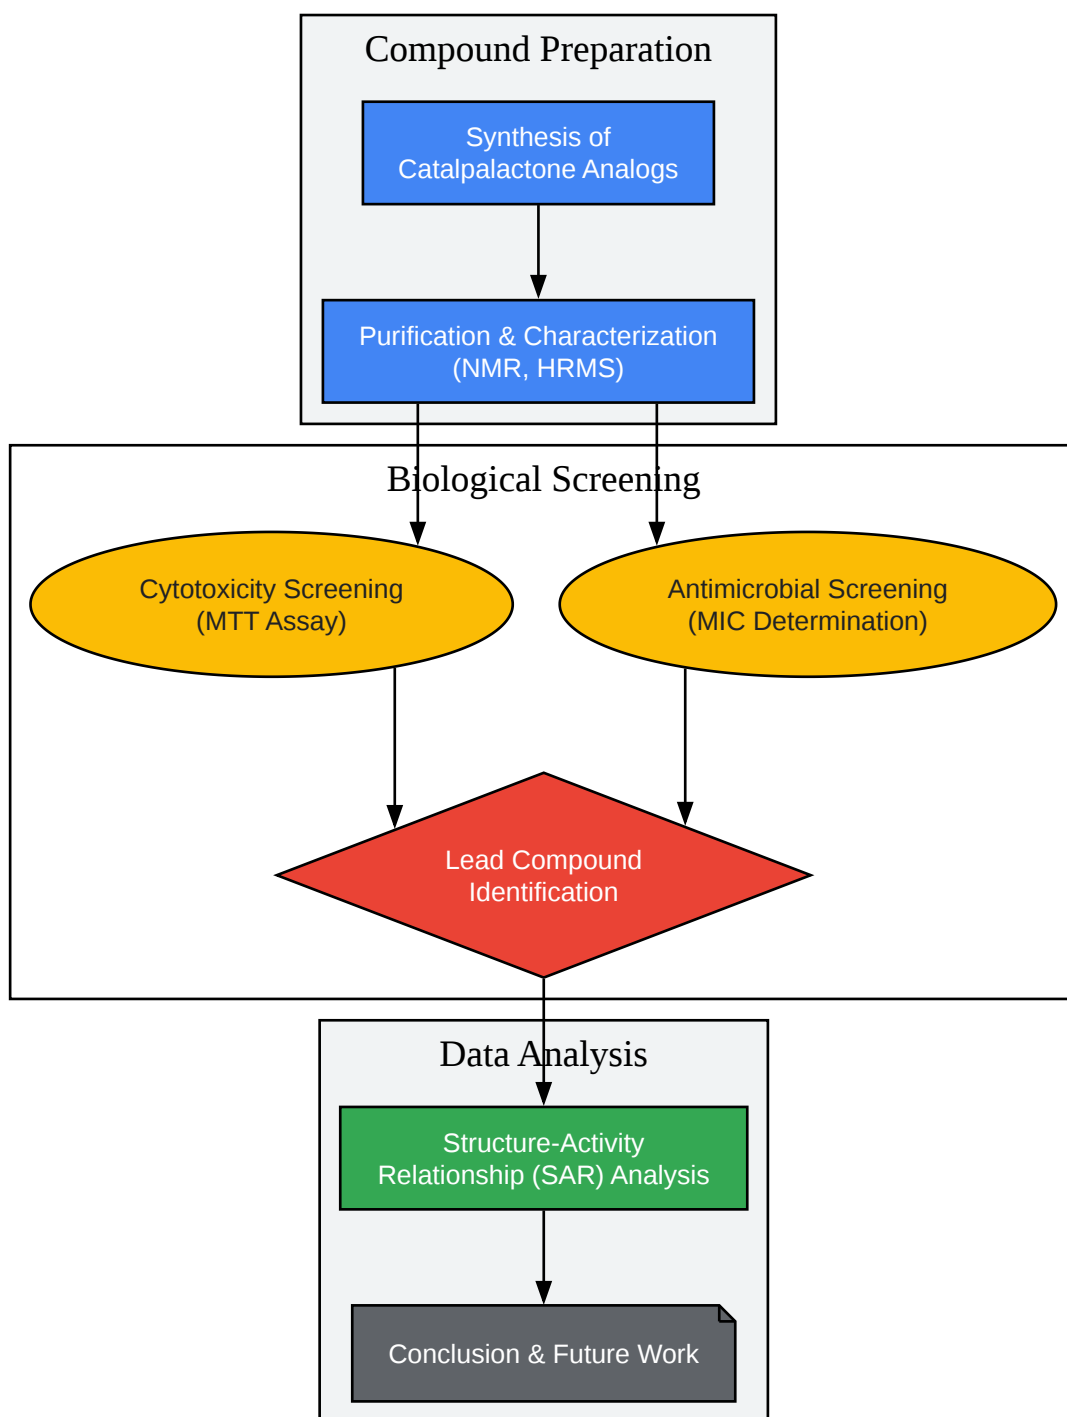 Compound Preparation
Synthesis of
Catalpalactone Analogs
Purification & Characterization
(NMR, HRMS)
Biological Screening
Cytotoxicity Screening
(MTT Assay)
Antimicrobial Screening
(MIC Determination)
Lead Compound
Identification
Data Analysis
Structure-Activity
Relationship (SAR) Analysis
Conclusion & Future Work